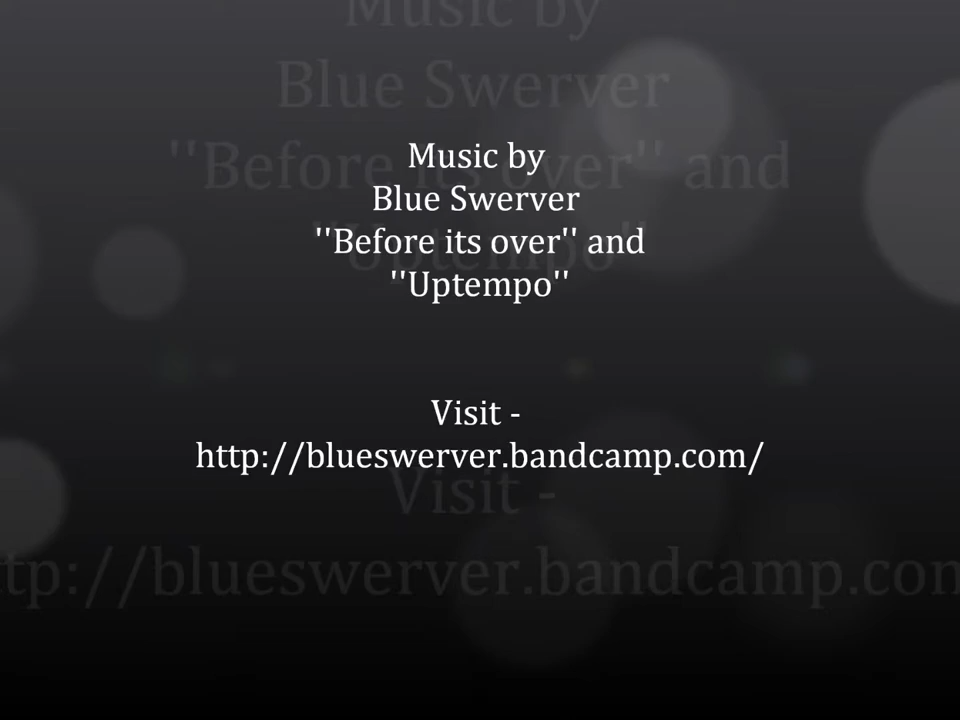 Music by
Blue Swerver
''Before its over'' and
''Uptempo''
Visit -
http://blueswerver.bandcamp.com/